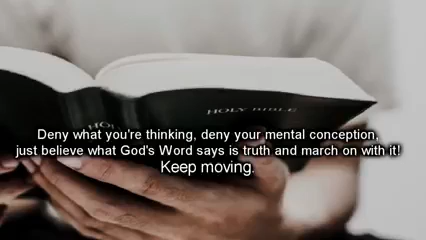 HOLY BIBLE
HO
Deny what you're thinking, deny your mental conception,
just believe what God's Word says is truth and march on with it!
Keep moving.